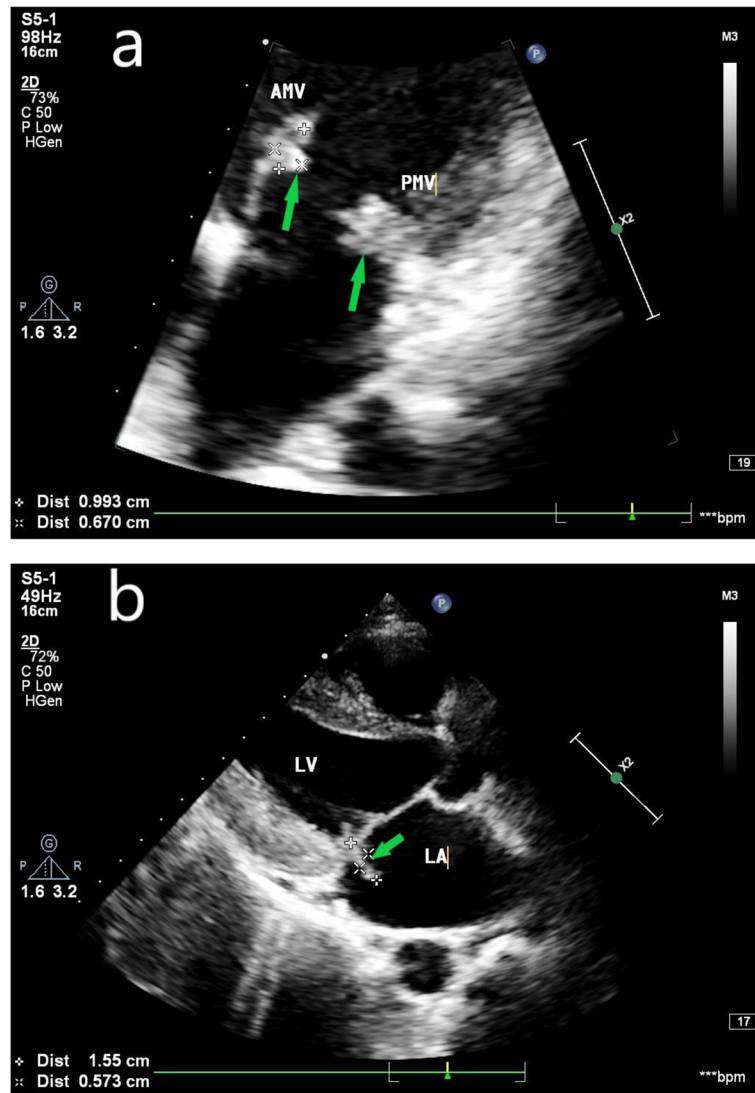 S5-1
98Hz
16cm
a
M3
2D
73%
C 50
P Low
HGen
AMV
P
PMV
X2
G
P R
1.6 3.2
19
Dist 0.993 cm
Dist 0.670 cm
***bpm
S5-1
49Hz
16cm
b
M3
2D
72%
C 50
P Low
HGen
P
X2
LV
LA
G
P R
1.6 3.2
17
Dist 1.55 cm
Dist 0.573 cm
***bpm